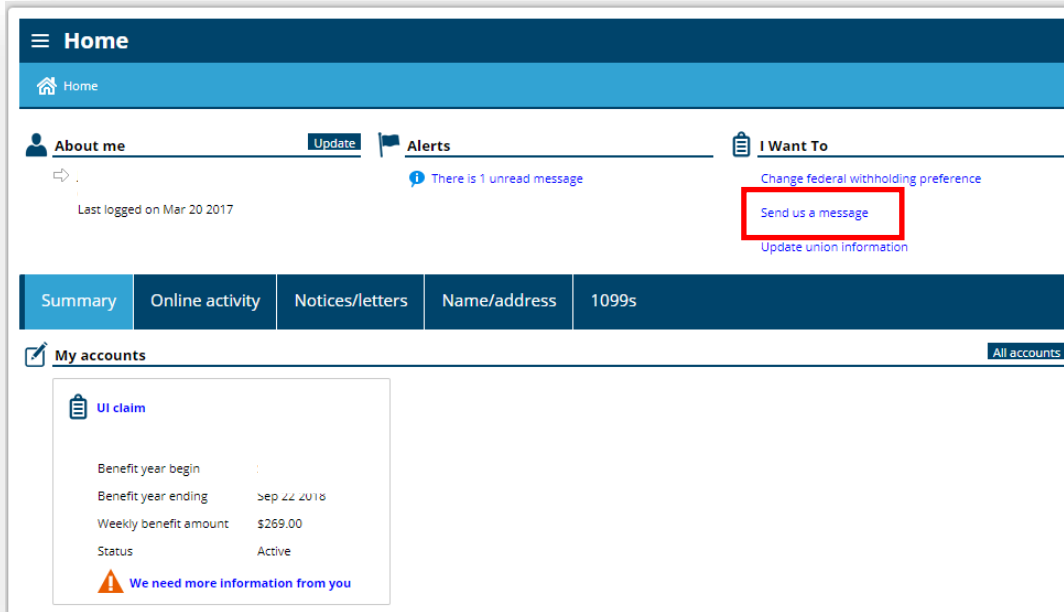 Home
Home
About me
Update
Last logged on Mar 20 2017
Alerts
There is 1 unread message
I Want To
Change federal withholding preference
Send us a message
Update union information
Summary Online activity Notices/letters Name/address 1099s
My accounts
All accounts
UI claim
Benefit year begin
Benefit year ending Sep 22 2018
Weekly benefit amount $269.00
Status Active
We need more information from you